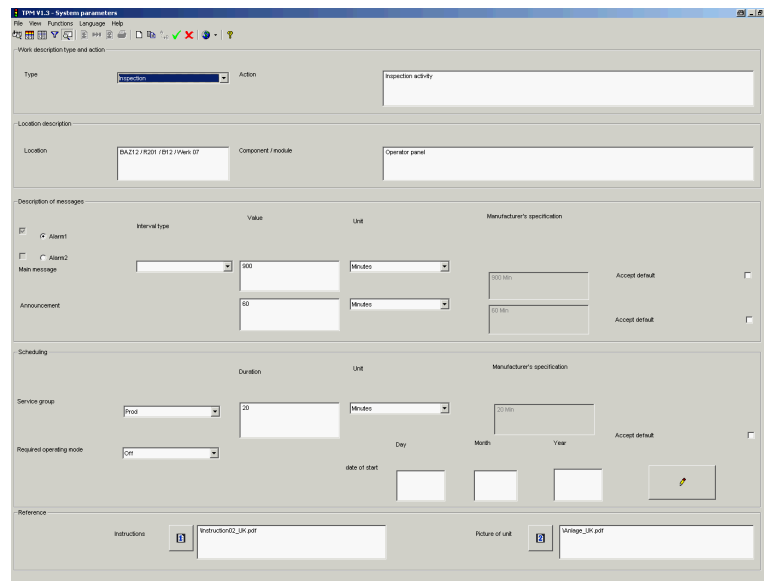 TPM V1.3 - System parameters
File View Functions Language Help
Work description type and action
Type
Inspection
Action
Inspection activity
Location description
Location
BAZ12 / R201 / B12 / Werk 07
Component / module
Operator panel
Description of messages
Interval type
Value
Unit
Manufacturer's specification
Alarm1
Alarm2
Main message
900
Minutes
900 Min
Accept default
Announcement
60
Minutes
60 Min
Accept default
Scheduling
Duration
Unit
Manufacturer's specification
Service group
Prod
20
Minutes
20 Min
Accept default
Required operating mode
Off
Day
Month
Year
date of start
Reference
Instructions
1
\Instruction02_UK.pdf
Picture of unit
2
\Anlage_UK.pdf